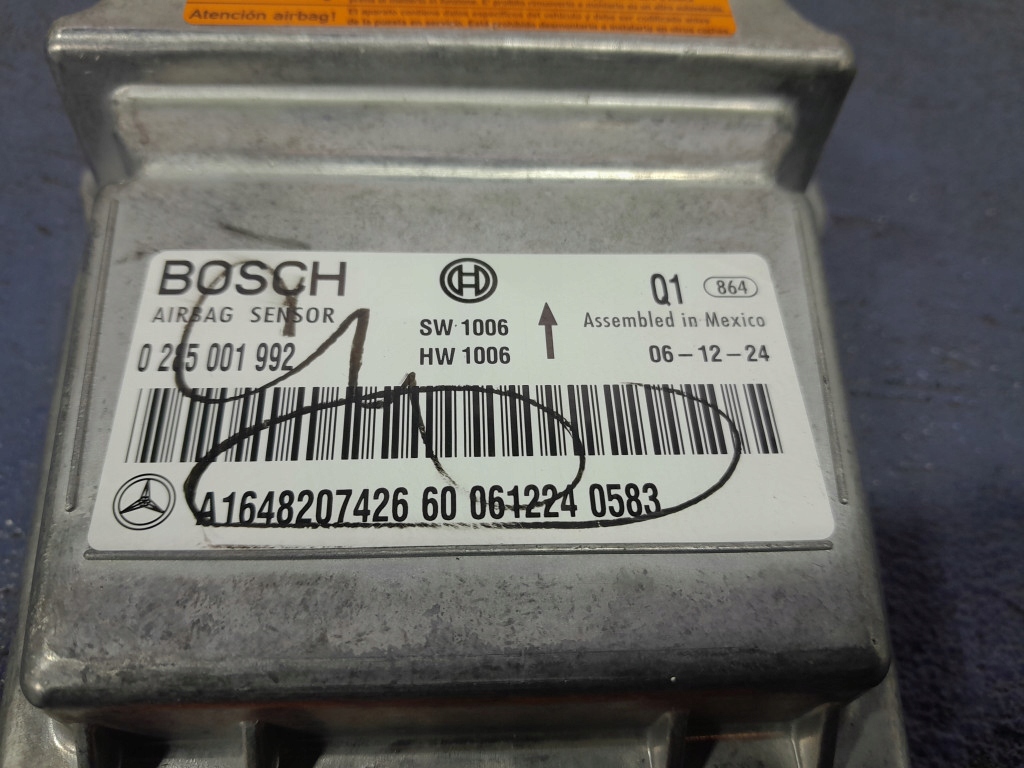 Atención airbag!
BOSCH
AIRBAG SENSOR
0 285 001 992
SW 1006
HW 1006
Q1 864
Assembled in Mexico
06-12-24
A1648207426 60 061224 0583